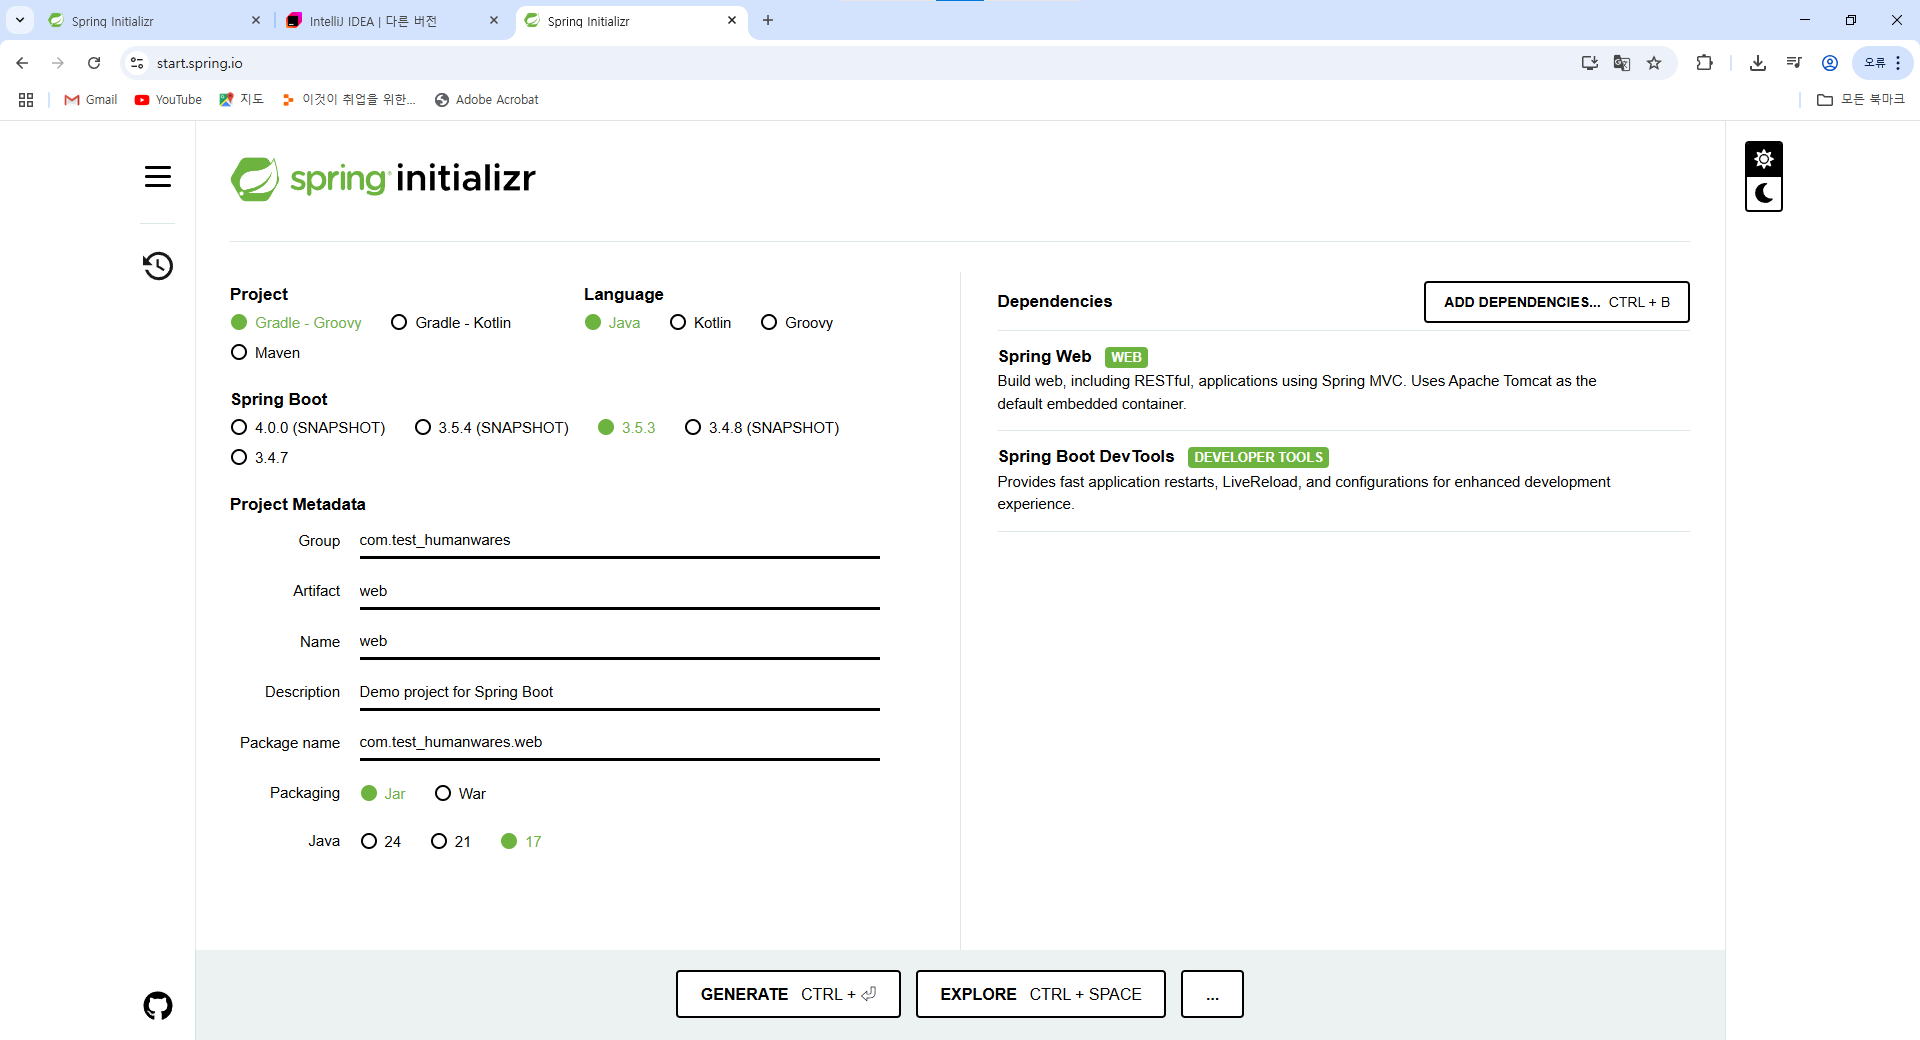 Spring Initializr
IntelliJ IDEA | 다른 버전
Spring Initializr
start.spring.io
오류
Gmail
YouTube
지도
이것이 취업을 위한...
Adobe Acrobat
모든 북마크
spring initializr
Project
Gradle - Groovy
Gradle - Kotlin
Maven
Language
Java
Kotlin
Groovy
Spring Boot
4.0.0 (SNAPSHOT)
3.5.4 (SNAPSHOT)
3.5.3
3.4.8 (SNAPSHOT)
3.4.7
Project Metadata
Group com.test_humanwares
Artifact web
Name web
Description Demo project for Spring Boot
Package name com.test_humanwares.web
Packaging Jar War
Java 24 21 17
Dependencies
ADD DEPENDENCIES... CTRL + B
Spring Web WEB
Build web, including RESTful, applications using Spring MVC. Uses Apache Tomcat as the
default embedded container.
Spring Boot DevTools DEVELOPER TOOLS
Provides fast application restarts, LiveReload, and configurations for enhanced development
experience.
GENERATE CTRL + ⏎
EXPLORE CTRL + SPACE
...